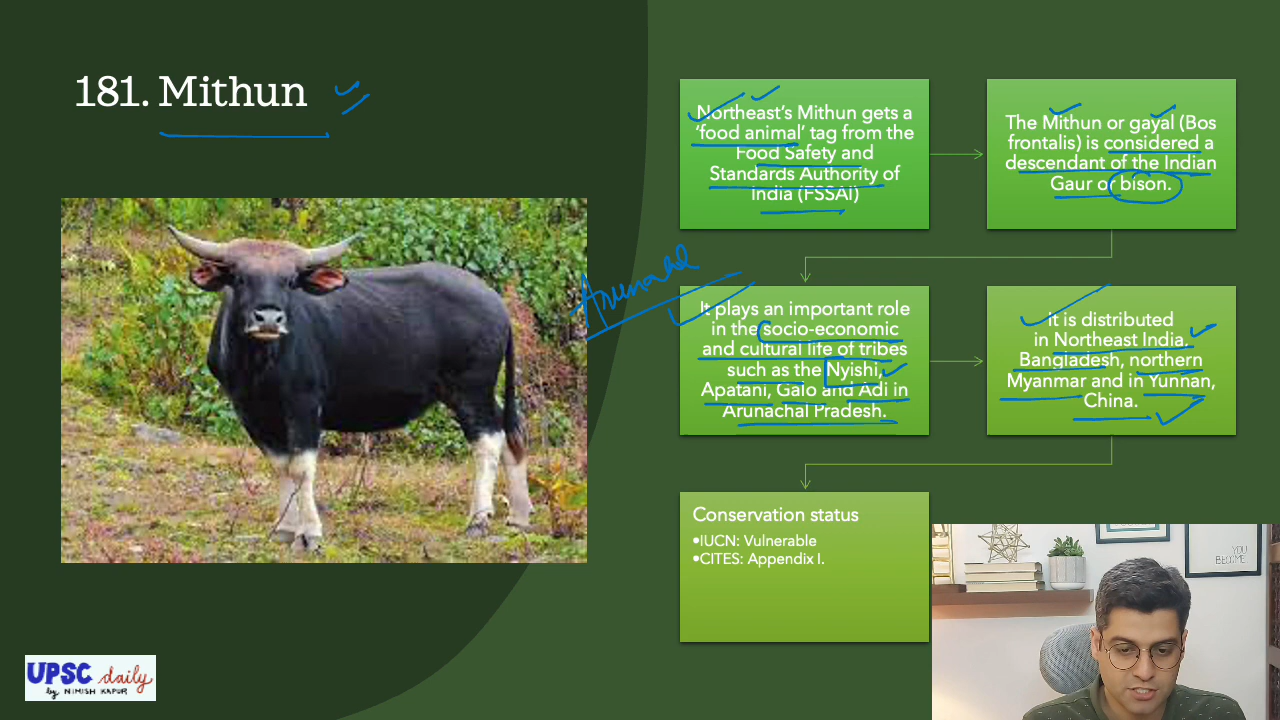 181. Mithun
Northeast's Mithun gets a
'food animal' tag from the
Food Safety and
Standards Authority of
India (FSSAI)
The Mithun or gayal (Bos
frontalis) is considered a
descendant of the Indian
Gaur or bison.
Arunachal
It plays an important role
in the socio-economic
and cultural life of tribes
such as the Nyishi,
Apatani, Galo and Adi in
Arunachal Pradesh.
it is distributed
in Northeast India.
Bangladesh, northern
Myanmar and in Yunnan,
China.
Conservation status
•IUCN: Vulnerable
•CITES: Appendix I.
YOU
BECOME
UPSC daily
by NIMISH KAPUR